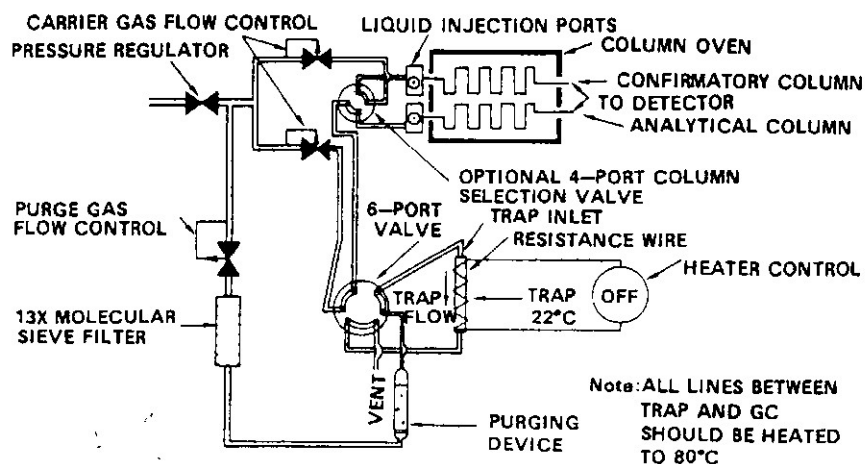 CARRIER GAS FLOW CONTROL
PRESSURE REGULATOR
LIQUID INJECTION PORTS
COLUMN OVEN
CONFIRMATORY COLUMN
TO DETECTOR
ANALYTICAL COLUMN
OPTIONAL 4—PORT COLUMN
SELECTION VALVE
6—PORT
VALVE
TRAP INLET
RESISTANCE WIRE
HEATER CONTROL
PURGE GAS
FLOW CONTROL
13X MOLECULAR
SIEVE FILTER
TRAP
FLOW
TRAP
22°C
OFF
VENT
PURGING
DEVICE
Note: ALL LINES BETWEEN
TRAP AND GC
SHOULD BE HEATED
TO 80°C